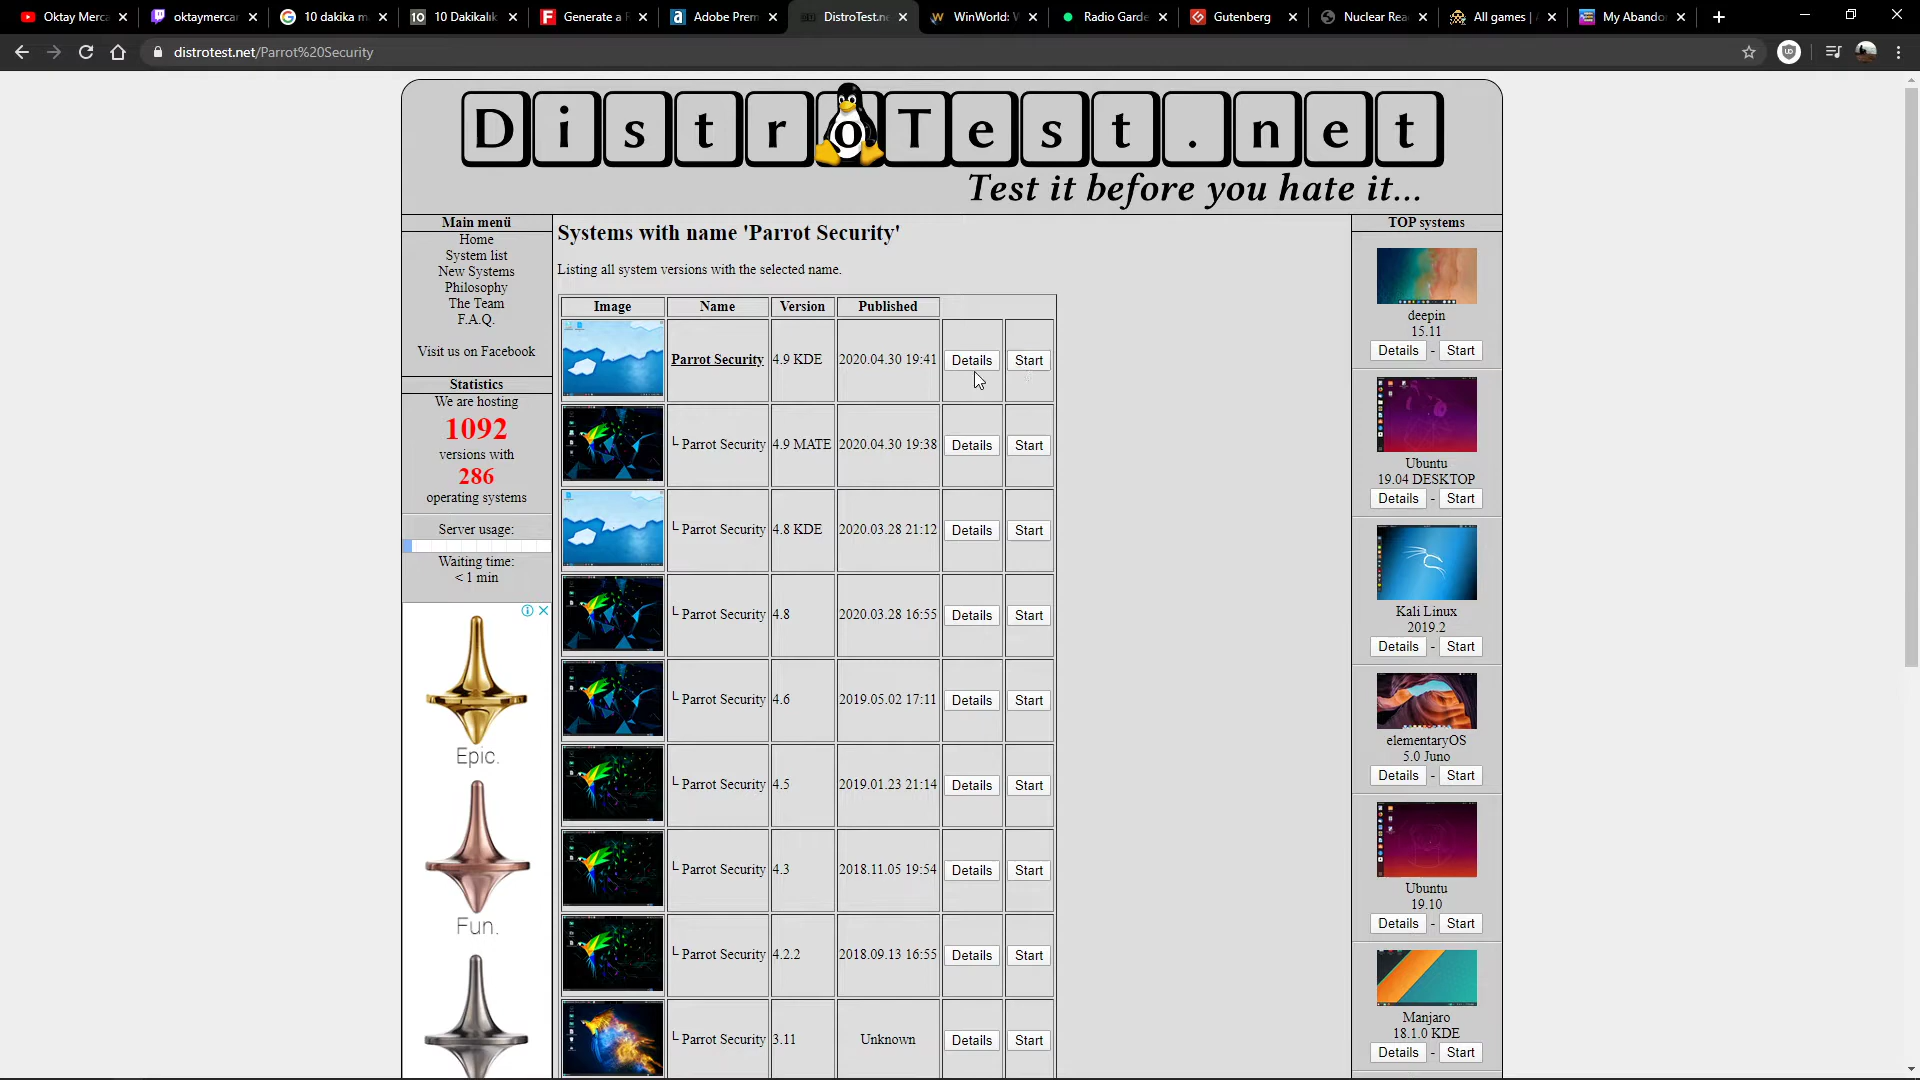 Oktay Merca
oktaymercar
10 dakika m
10 Dakikalık
Generate a F
Adobe Prem
DistroTest.ne
WinWorld: W
Radio Garde
Gutenberg
Nuclear Rea
All games |
My Abando
distrotest.net/Parrot%20Security
DistroTest.net
Test it before you hate it...
Main menü
Home
System list
New Systems
Philosophy
The Team
F.A.Q.
Visit us on Facebook
Statistics
We are hosting
1092
versions with
286
operating systems
Server usage:
Waiting time:
< 1 min
Epic.
Fun.
Systems with name 'Parrot Security'
Listing all system versions with the selected name.
Image Name Version Published
Parrot Security 4.9 KDE 2020.04.30 19:41 Details Start
└ Parrot Security 4.9 MATE 2020.04.30 19:38 Details Start
└ Parrot Security 4.8 KDE 2020.03.28 21:12 Details Start
└ Parrot Security 4.8 2020.03.28 16:55 Details Start
└ Parrot Security 4.6 2019.05.02 17:11 Details Start
└ Parrot Security 4.5 2019.01.23 21:14 Details Start
└ Parrot Security 4.3 2018.11.05 19:54 Details Start
└ Parrot Security 4.2.2 2018.09.13 16:55 Details Start
└ Parrot Security 3.11 Unknown Details Start
TOP systems
deepin
15.11
Details - Start
Ubuntu
19.04 DESKTOP
Details - Start
Kali Linux
2019.2
Details - Start
elementaryOS
5.0 Juno
Details - Start
Ubuntu
19.10
Details - Start
Manjaro
18.1.0 KDE
Details - Start